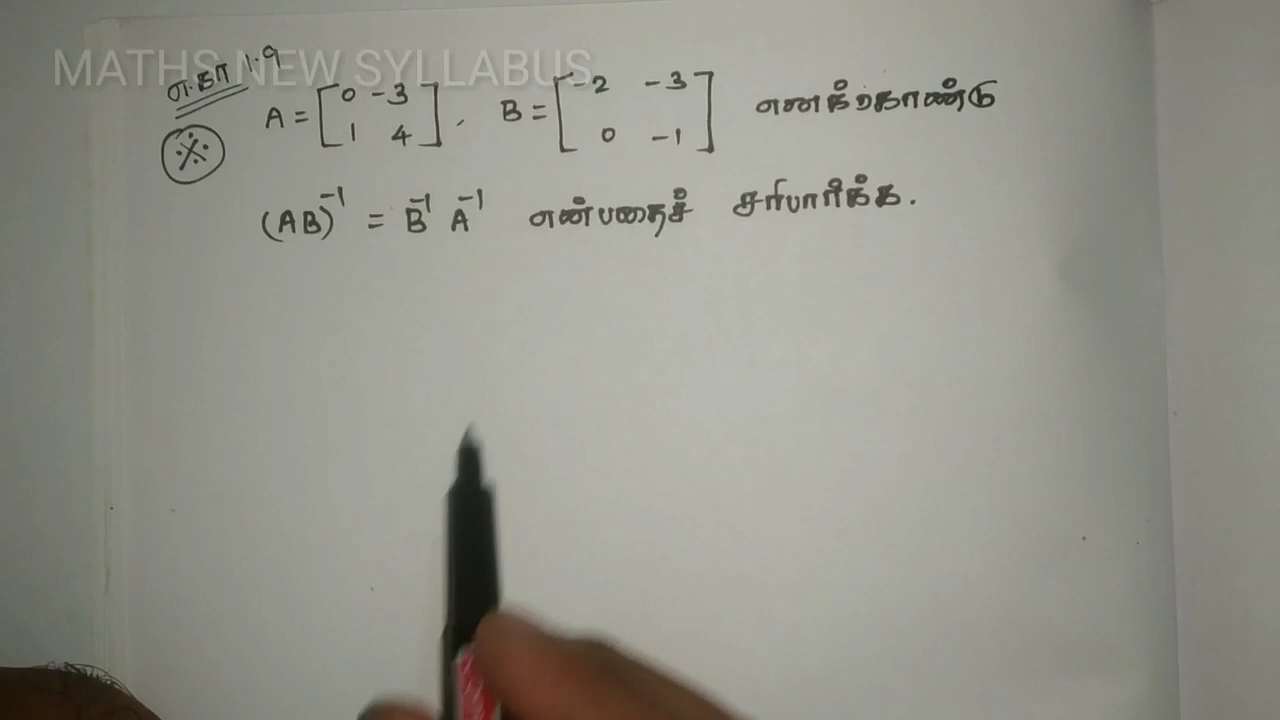 MATHS NEW SYLLABUS
எ.கா 1.9
A = [0 -3
1 4], B = [-2 -3
0 -1] எனக்கொண்டு
(AB)⁻¹ = B⁻¹ A⁻¹ என்பதைச் சரிபார்க்க.